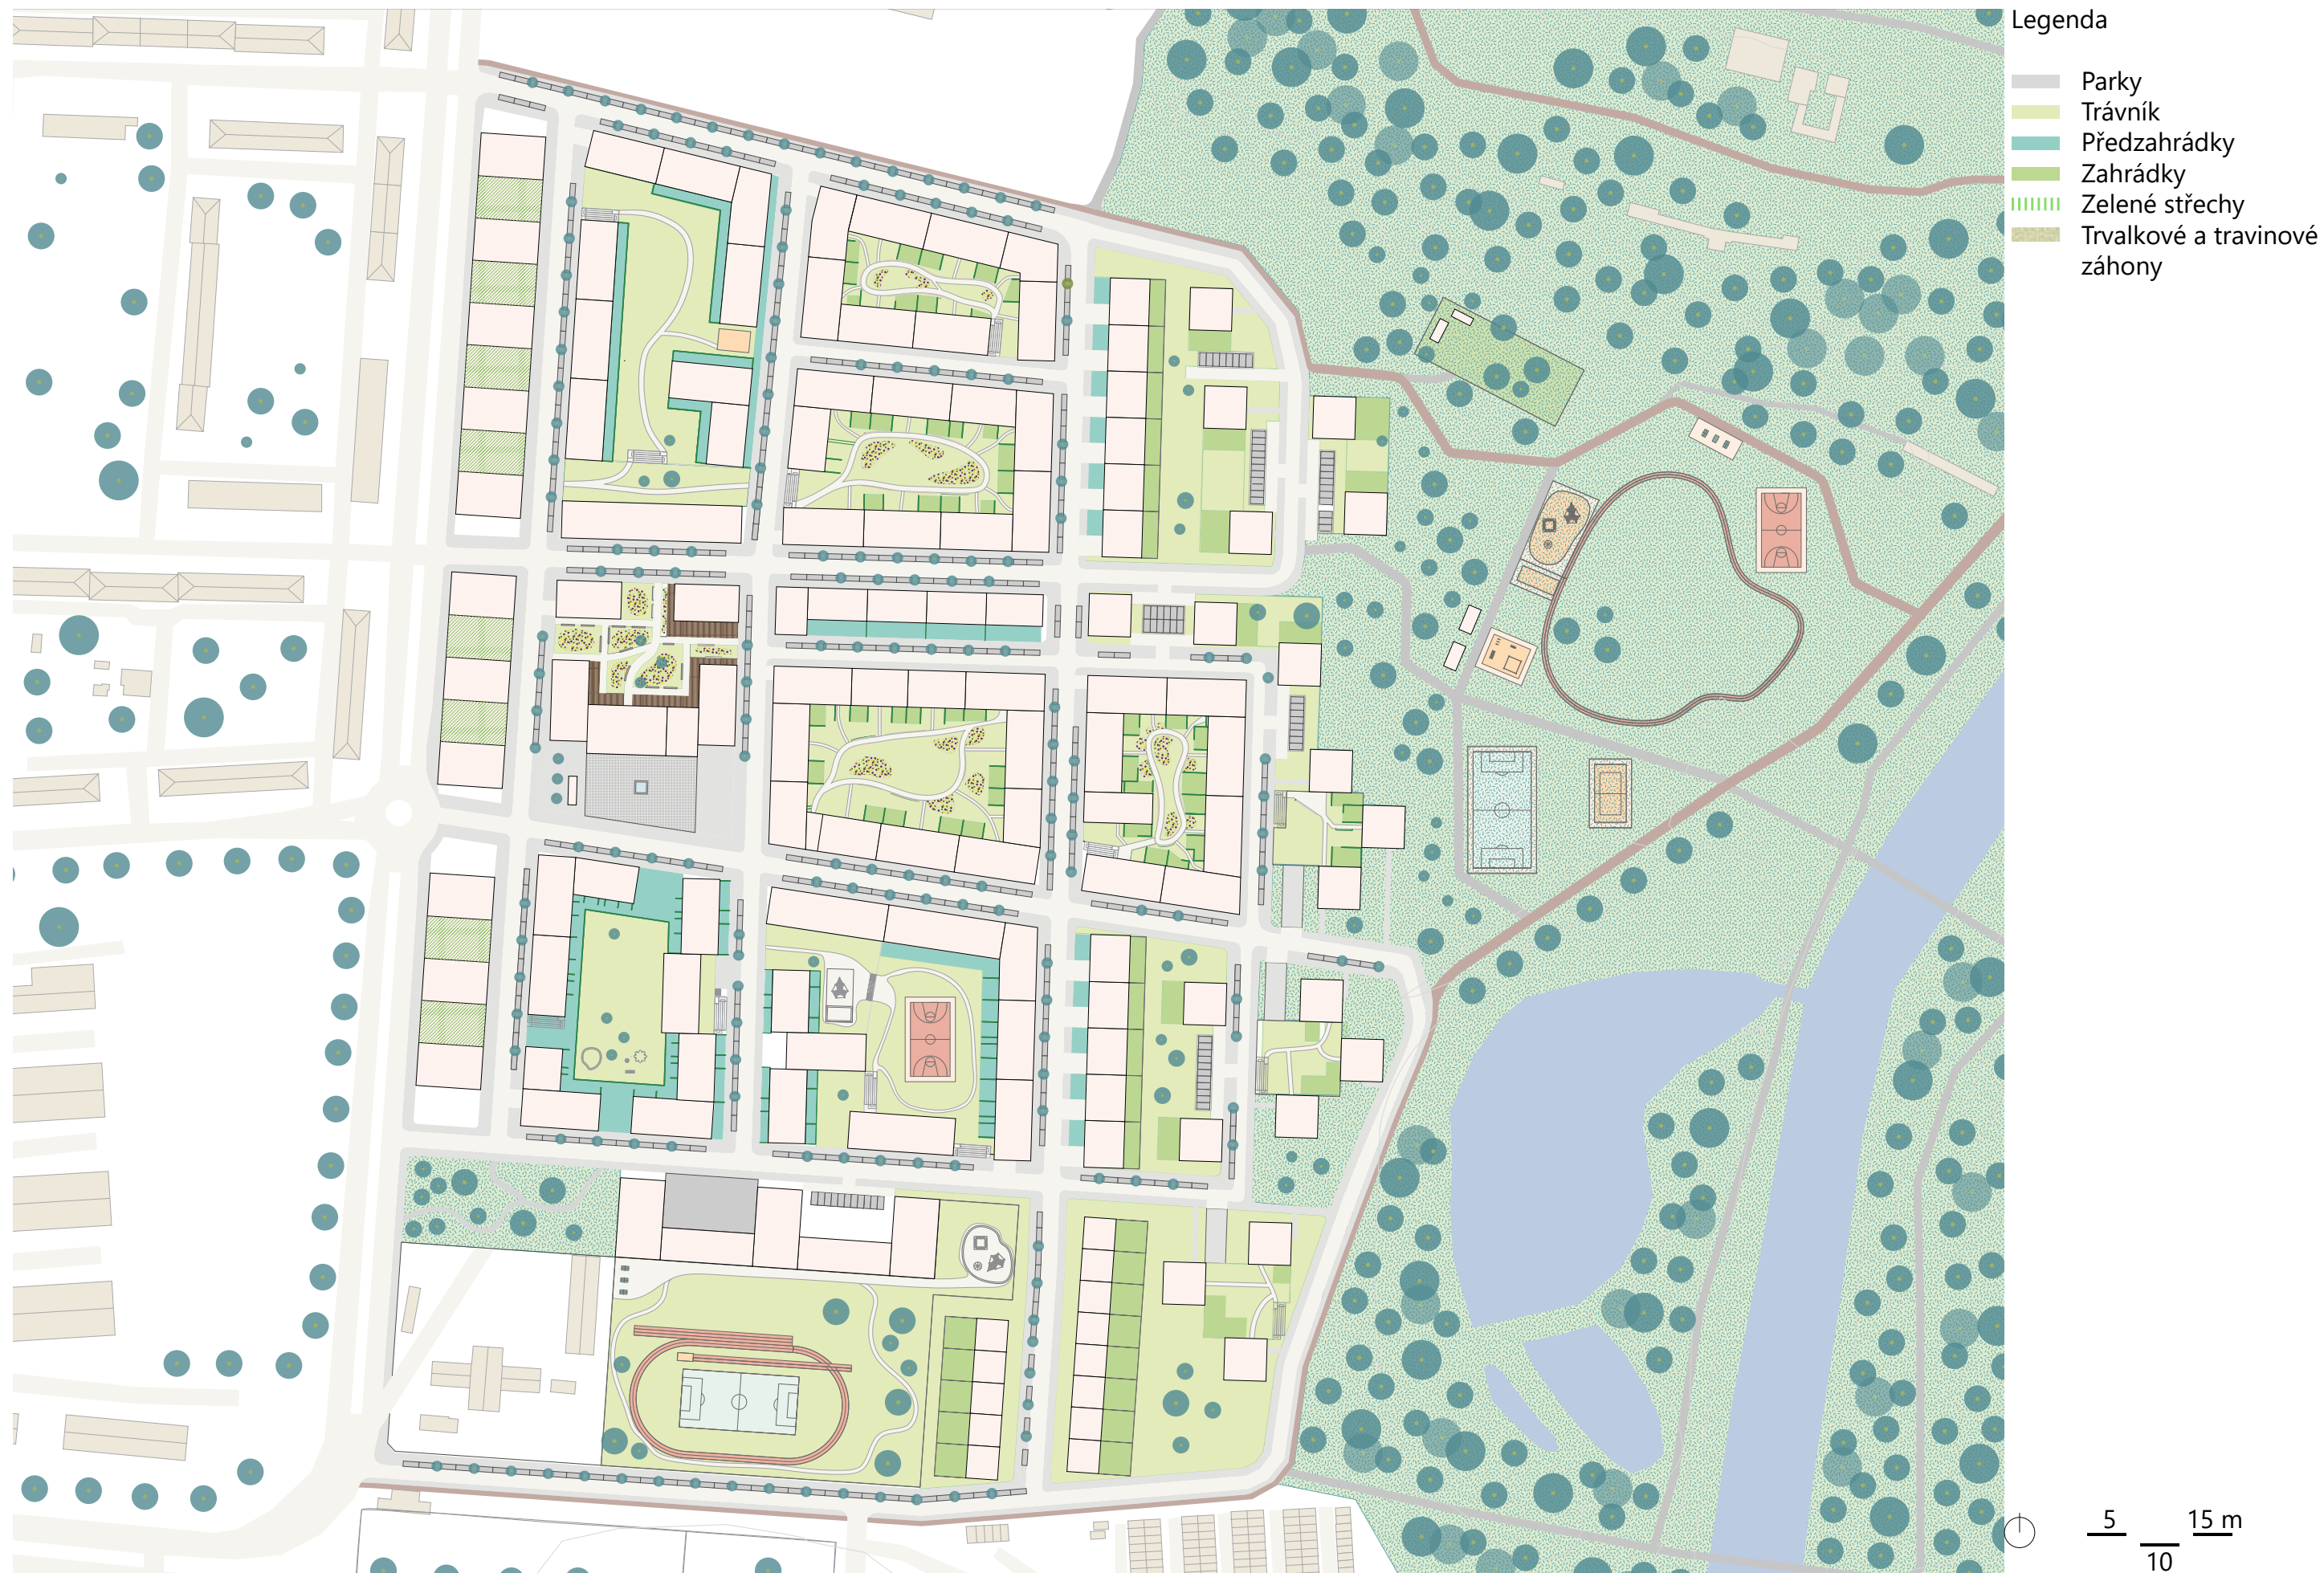 Legenda
Parky
Trávník
Předzahrádky
Zahrádky
Zelené střechy
Trvalkové a travinové
záhony
5 15 m
10